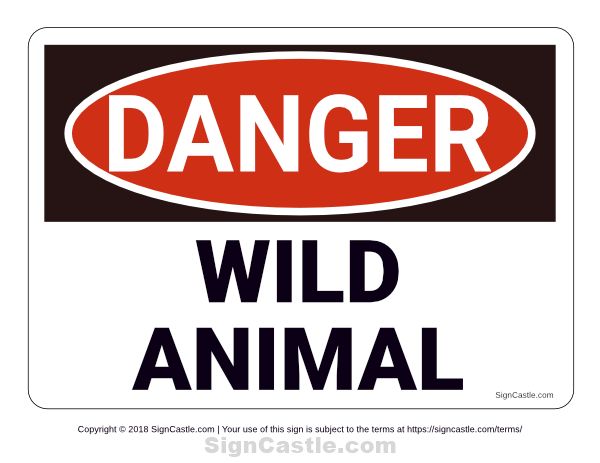 DANGER
WILD
ANIMAL
SignCastle.com
Copyright © 2018 SignCastle.com | Your use of this sign is subject to the terms at https://signcastle.com/terms/
SignCastle.com